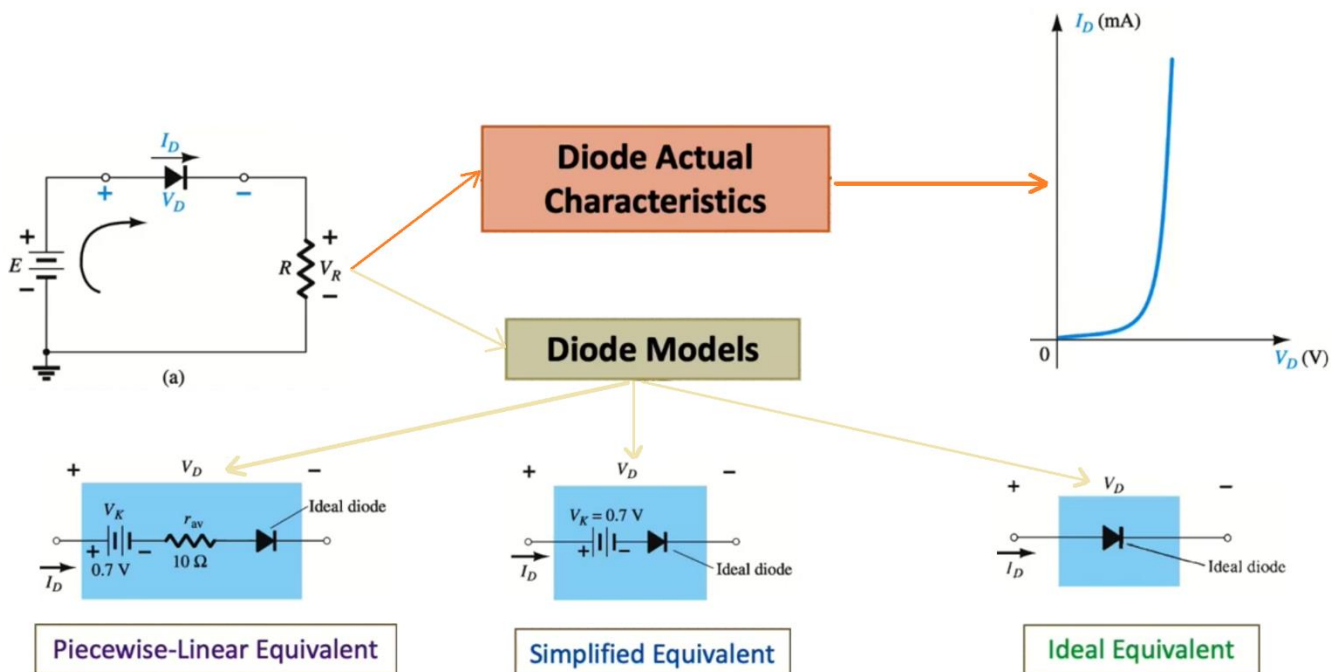 I_D (mA)
I_D
+ V_D −
+
E
−
R
+
V_R
−
(a)
Diode Actual
Characteristics
0
V_D (V)
Diode Models
+ V_D −
V_K
r_av
Ideal diode
+ −
0.7 V
10 Ω
I_D
Piecewise-Linear Equivalent
+ V_D −
V_K = 0.7 V
+ −
Ideal diode
I_D
Simplified Equivalent
+ V_D −
Ideal diode
I_D
Ideal Equivalent